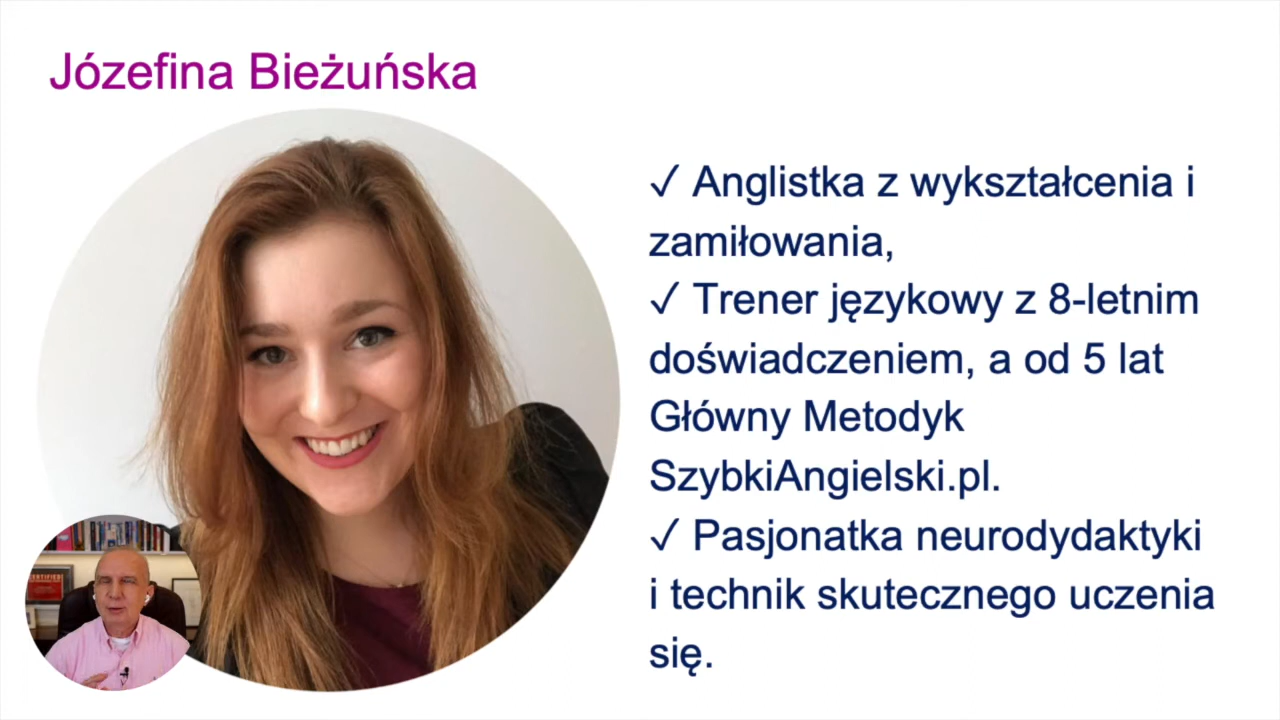 Józefina Bieżuńska
✓ Anglistka z wykształcenia i
zamiłowania,
✓ Trener językowy z 8-letnim
doświadczeniem, a od 5 lat
Główny Metodyk
SzybkiAngielski.pl.
✓ Pasjonatka neurodydaktyki
i technik skutecznego uczenia
się.